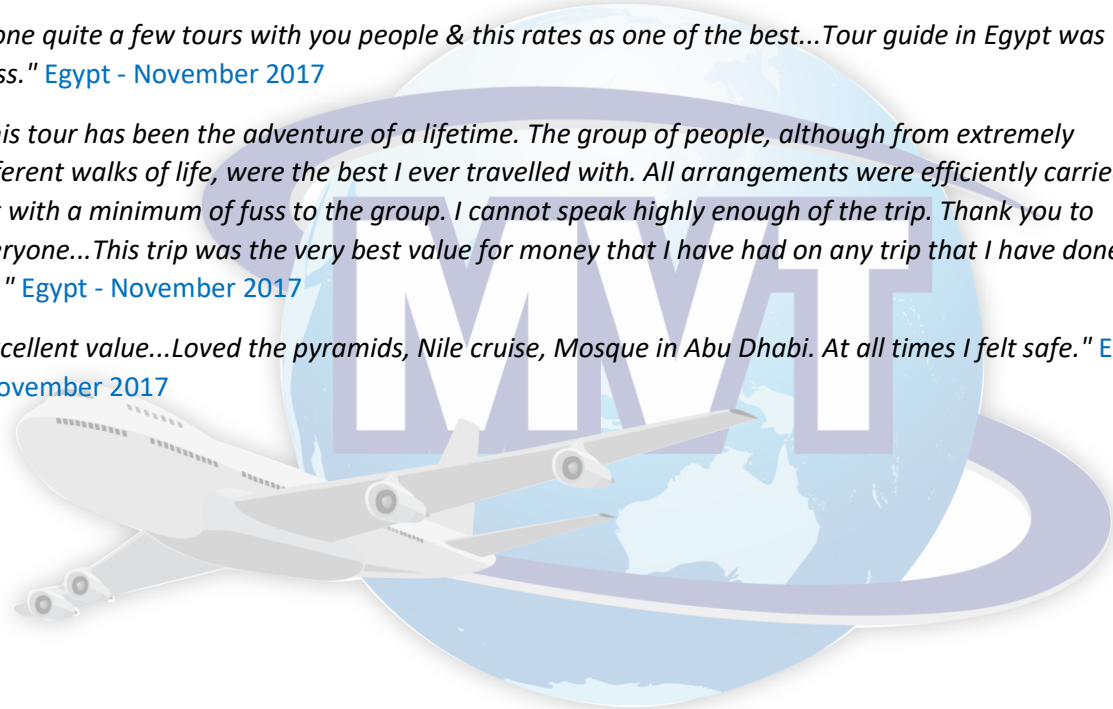 one quite a few tours with you people & this rates as one of the best...Tour guide in Egypt was
ss." Egypt - November 2017
his tour has been the adventure of a lifetime. The group of people, although from extremely
ferent walks of life, were the best I ever travelled with. All arrangements were efficiently carrie
with a minimum of fuss to the group. I cannot speak highly enough of the trip. Thank you to
eryone...This trip was the very best value for money that I have had on any trip that I have done
." Egypt - November 2017
cellent value...Loved the pyramids, Nile cruise, Mosque in Abu Dhabi. At all times I felt safe." E
ovember 2017
MVT